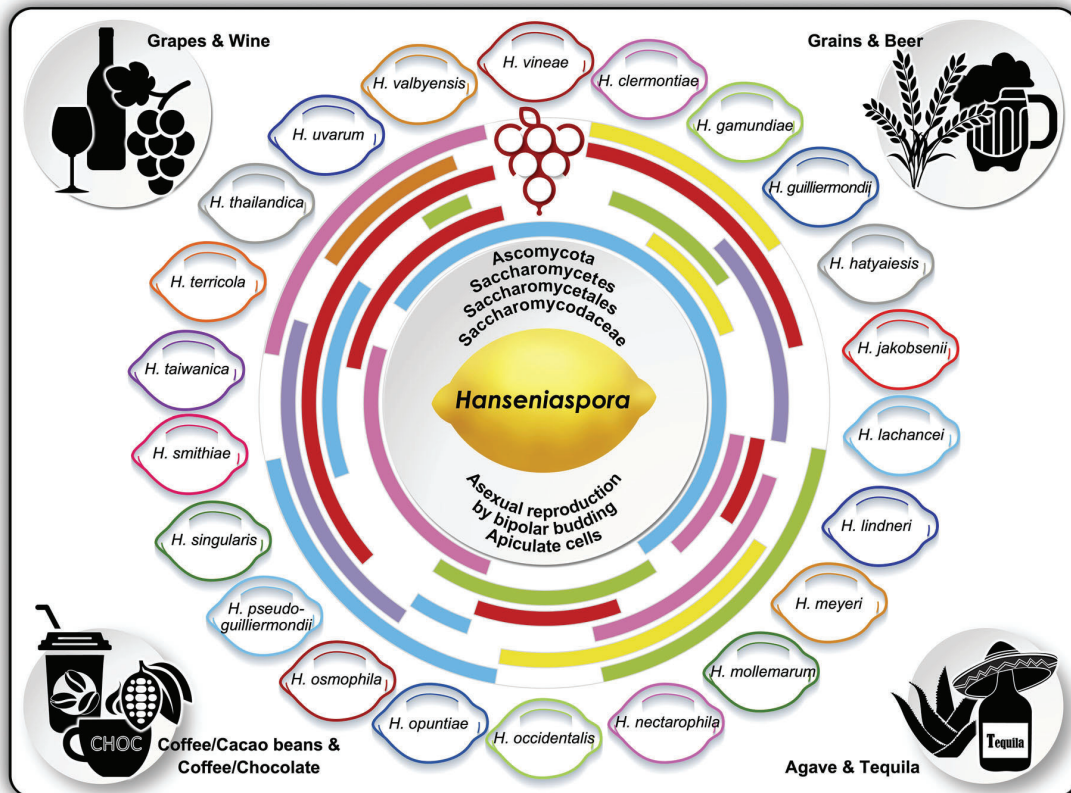 Grapes & Wine
Grains & Beer
H. vineae
H. clermontiae
H. gamundiae
H. guilliermondii
H. hatyaiesis
H. jakobsenii
H. lachancei
H. lindneri
H. meyeri
H. mollemarum
H. nectarophila
H. occidentalis
H. opuntiae
H. osmophila
H. pseudo-
guilliermondii
H. singularis
H. smithiae
H. taiwanica
H. terricola
H. thailandica
H. uvarum
H. valbyensis
Ascomycota
Saccharomycetes
Saccharomycetales
Saccharomycodaceae
Hanseniaspora
Asexual reproduction
by bipolar budding
Apiculate cells
CHOC
Coffee/Cacao beans &
Coffee/Chocolate
Tequila
Agave & Tequila